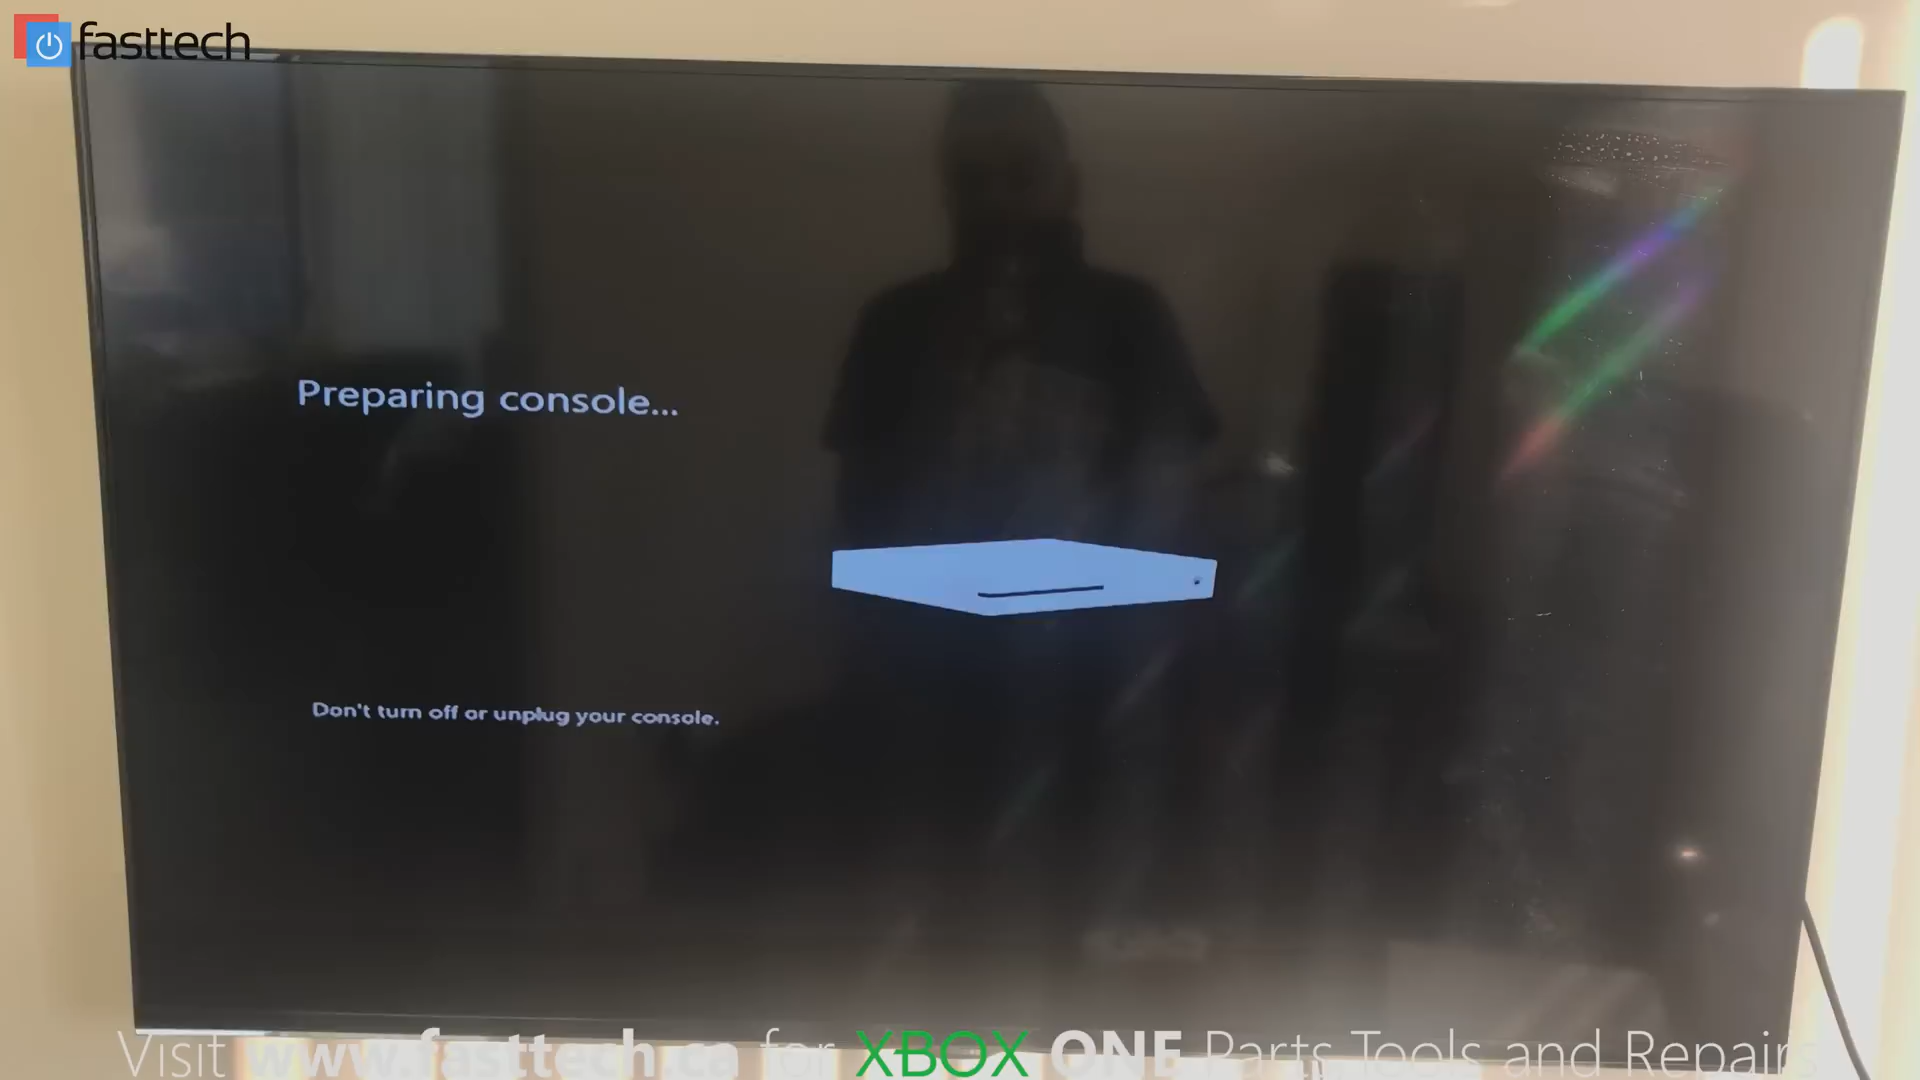 fasttech
Preparing console...
Don't turn off or unplug your console.
Visit www.fasttech.ca for XBOX ONE Parts Tools and Repairs